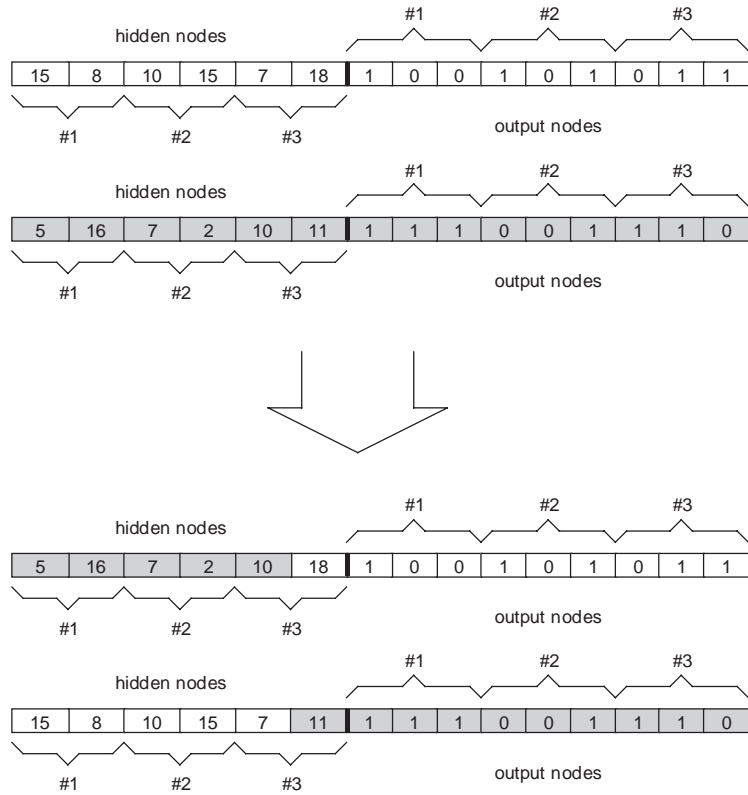 #1 #2 #3
hidden nodes
15 8 10 15 7 18 1 0 0 1 0 1 0 1 1
#1 #2 #3
output nodes
#1 #2 #3
hidden nodes
5 16 7 2 10 11 1 1 1 0 0 1 1 1 0
#1 #2 #3
output nodes
#1 #2 #3
hidden nodes
5 16 7 2 10 18 1 0 0 1 0 1 0 1 1
#1 #2 #3
output nodes
#1 #2 #3
hidden nodes
15 8 10 15 7 11 1 1 1 0 0 1 1 1 0
#1 #2 #3
output nodes